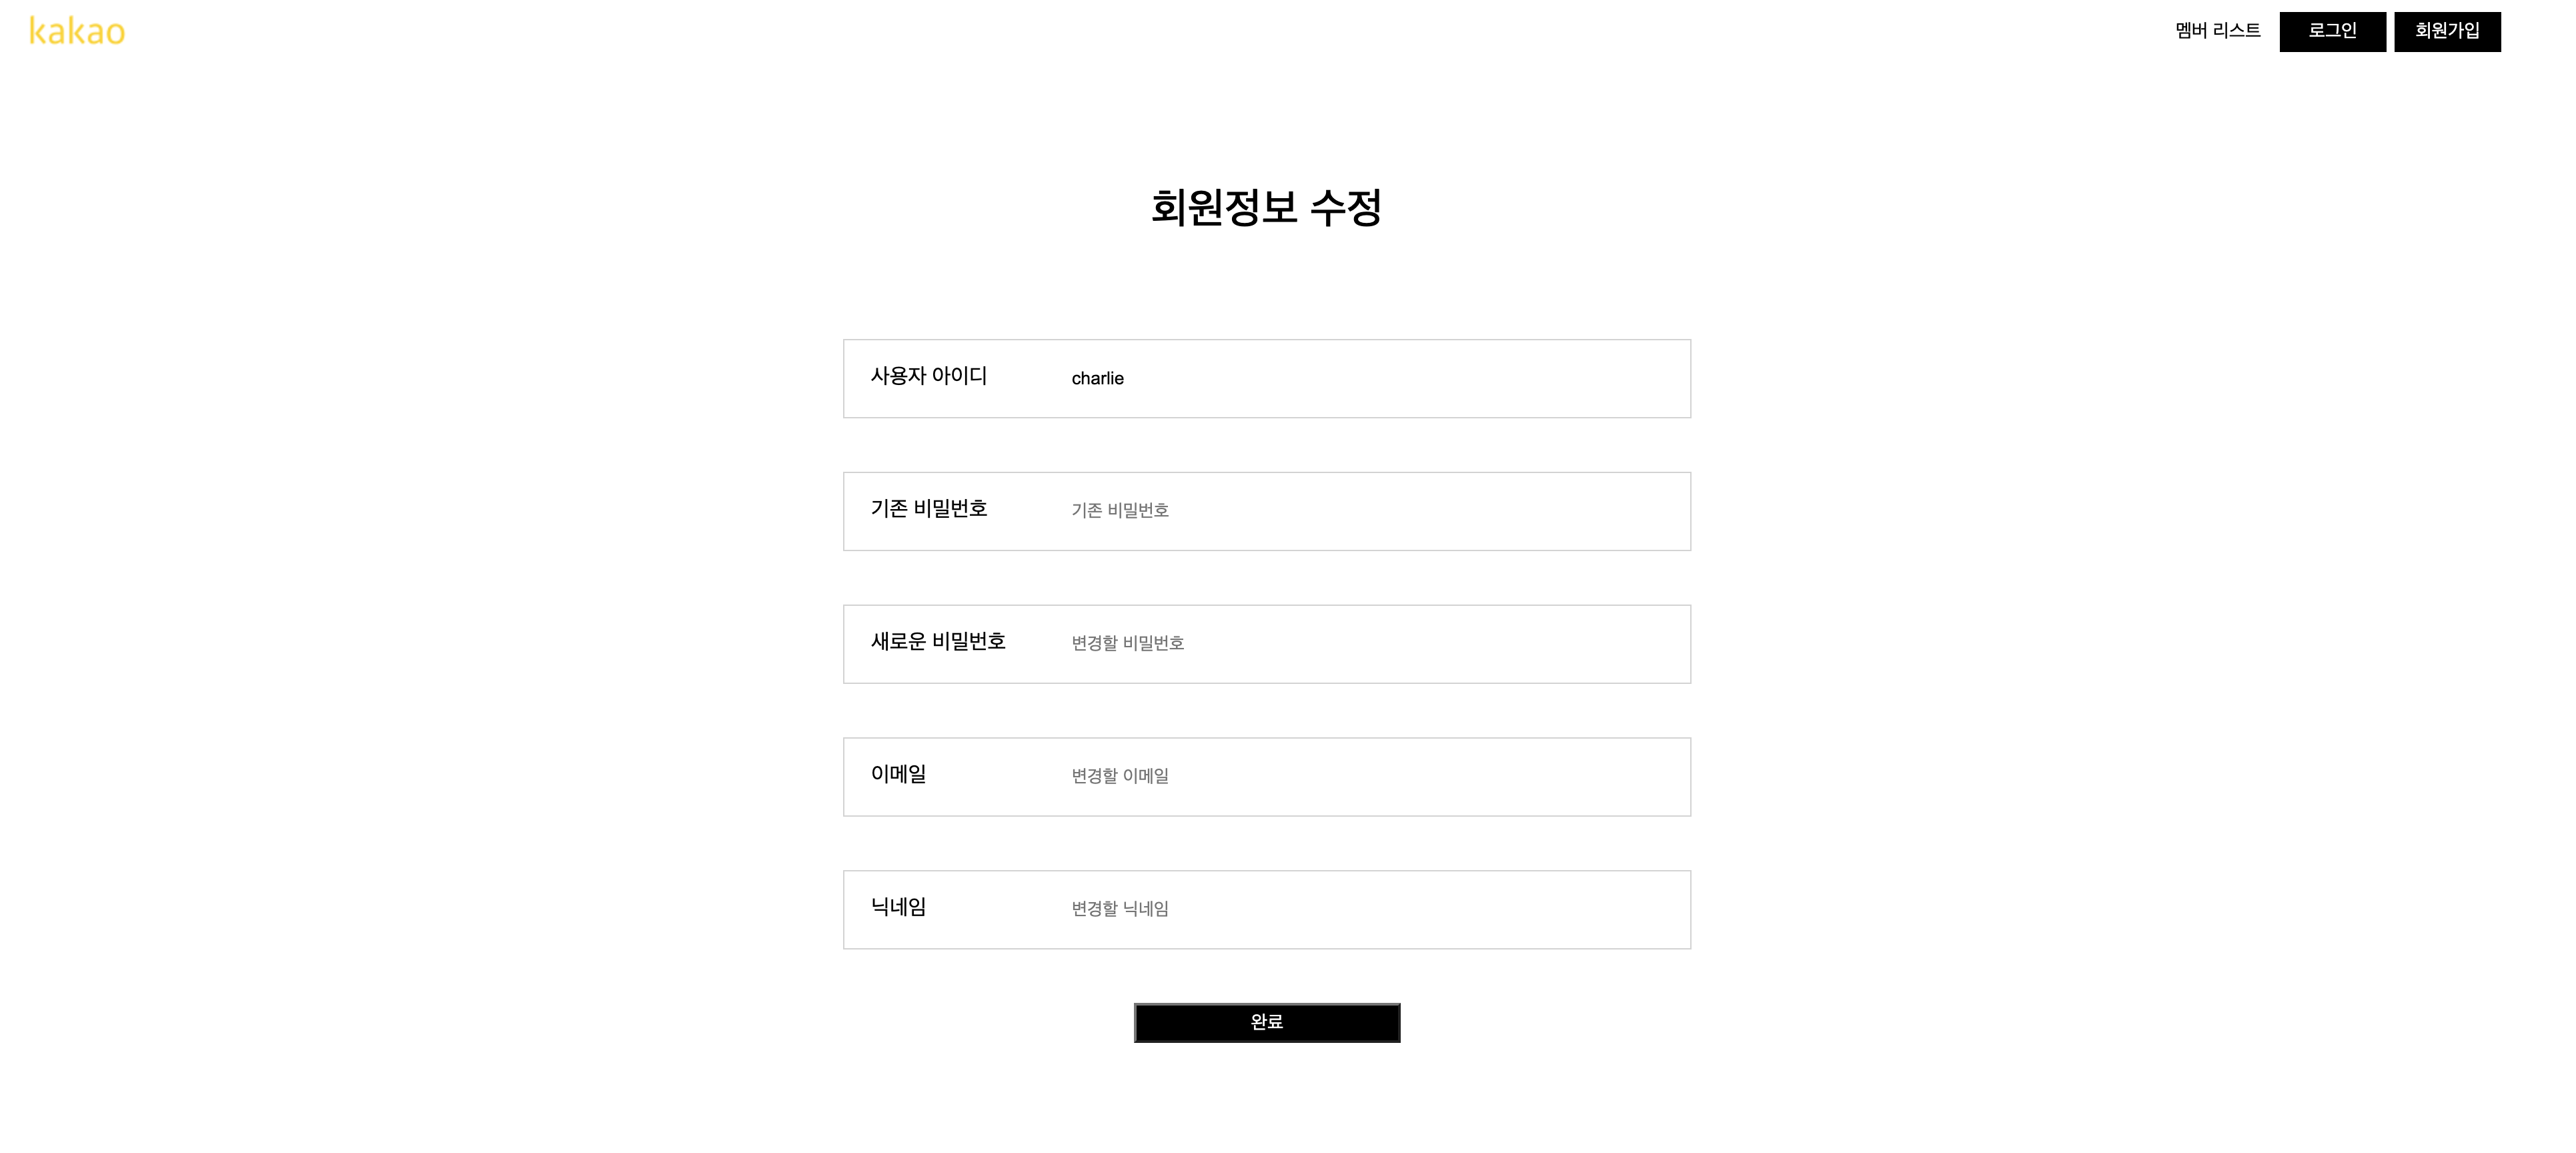 kakao
멤버 리스트 로그인 회원가입
회원정보 수정
사용자 아이디 charlie
기존 비밀번호 기존 비밀번호
새로운 비밀번호 변경할 비밀번호
이메일 변경할 이메일
닉네임 변경할 닉네임
완료